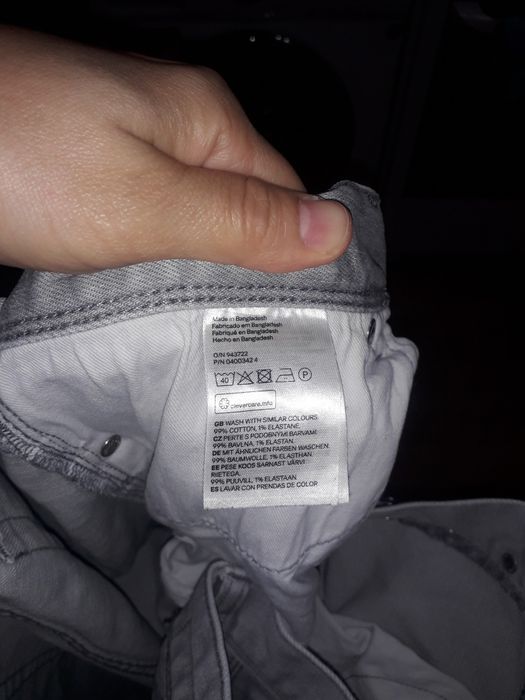 Made in Bangladesh
Fabricado em Bangladesh
Fabriqué en Bangladesh
Hecho en Bangladesh
O/N 943722
P/N 0400342 4
40 P
clevercare.info
GB WASH WITH SIMILAR COLOURS.
99% COTTON, 1% ELASTANE,
CZ PERTE S PODOBNÝMI BARVAMI.
99% BAVLNA, 1% ELASTAN.
DE MIT ÄHNLICHEN FARBEN WASCHEN.
99% BAUMWOLLE, 1% ELASTHAN.
EE PESE KOOS SARNAST VÄRVI
RIIETEGA.
99% PUUVILL, 1% ELASTAAN.
ES LAVAR CON PRENDAS DE COLOR